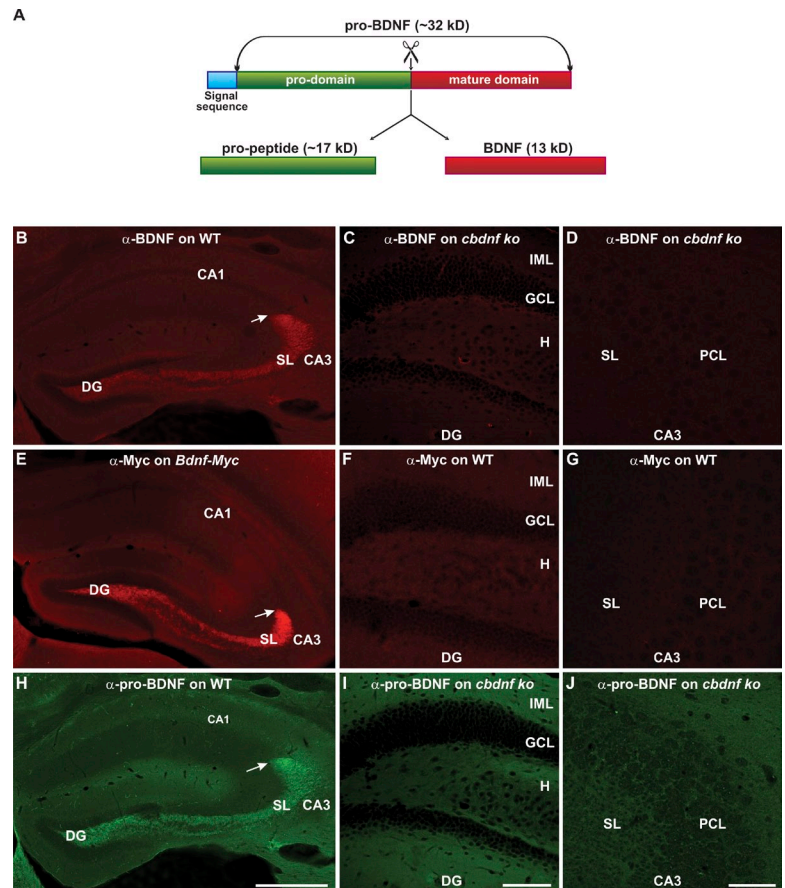 A
pro-BDNF (~32 kD)
pro-domain
mature domain
Signal
sequence
pro-peptide (~17 kD)
BDNF (13 kD)
B
α-BDNF on WT
CA1
SL
CA3
DG
C
α-BDNF on cbdnf ko
IML
GCL
H
DG
D
α-BDNF on cbdnf ko
SL
PCL
CA3
E
α-Myc on Bdnf-Myc
CA1
DG
SL
CA3
F
α-Myc on WT
IML
GCL
H
DG
G
α-Myc on WT
SL
PCL
CA3
H
α-pro-BDNF on WT
CA1
SL
CA3
DG
I
α-pro-BDNF on cbdnf ko
IML
GCL
H
DG
J
α-pro-BDNF on cbdnf ko
SL
PCL
CA3